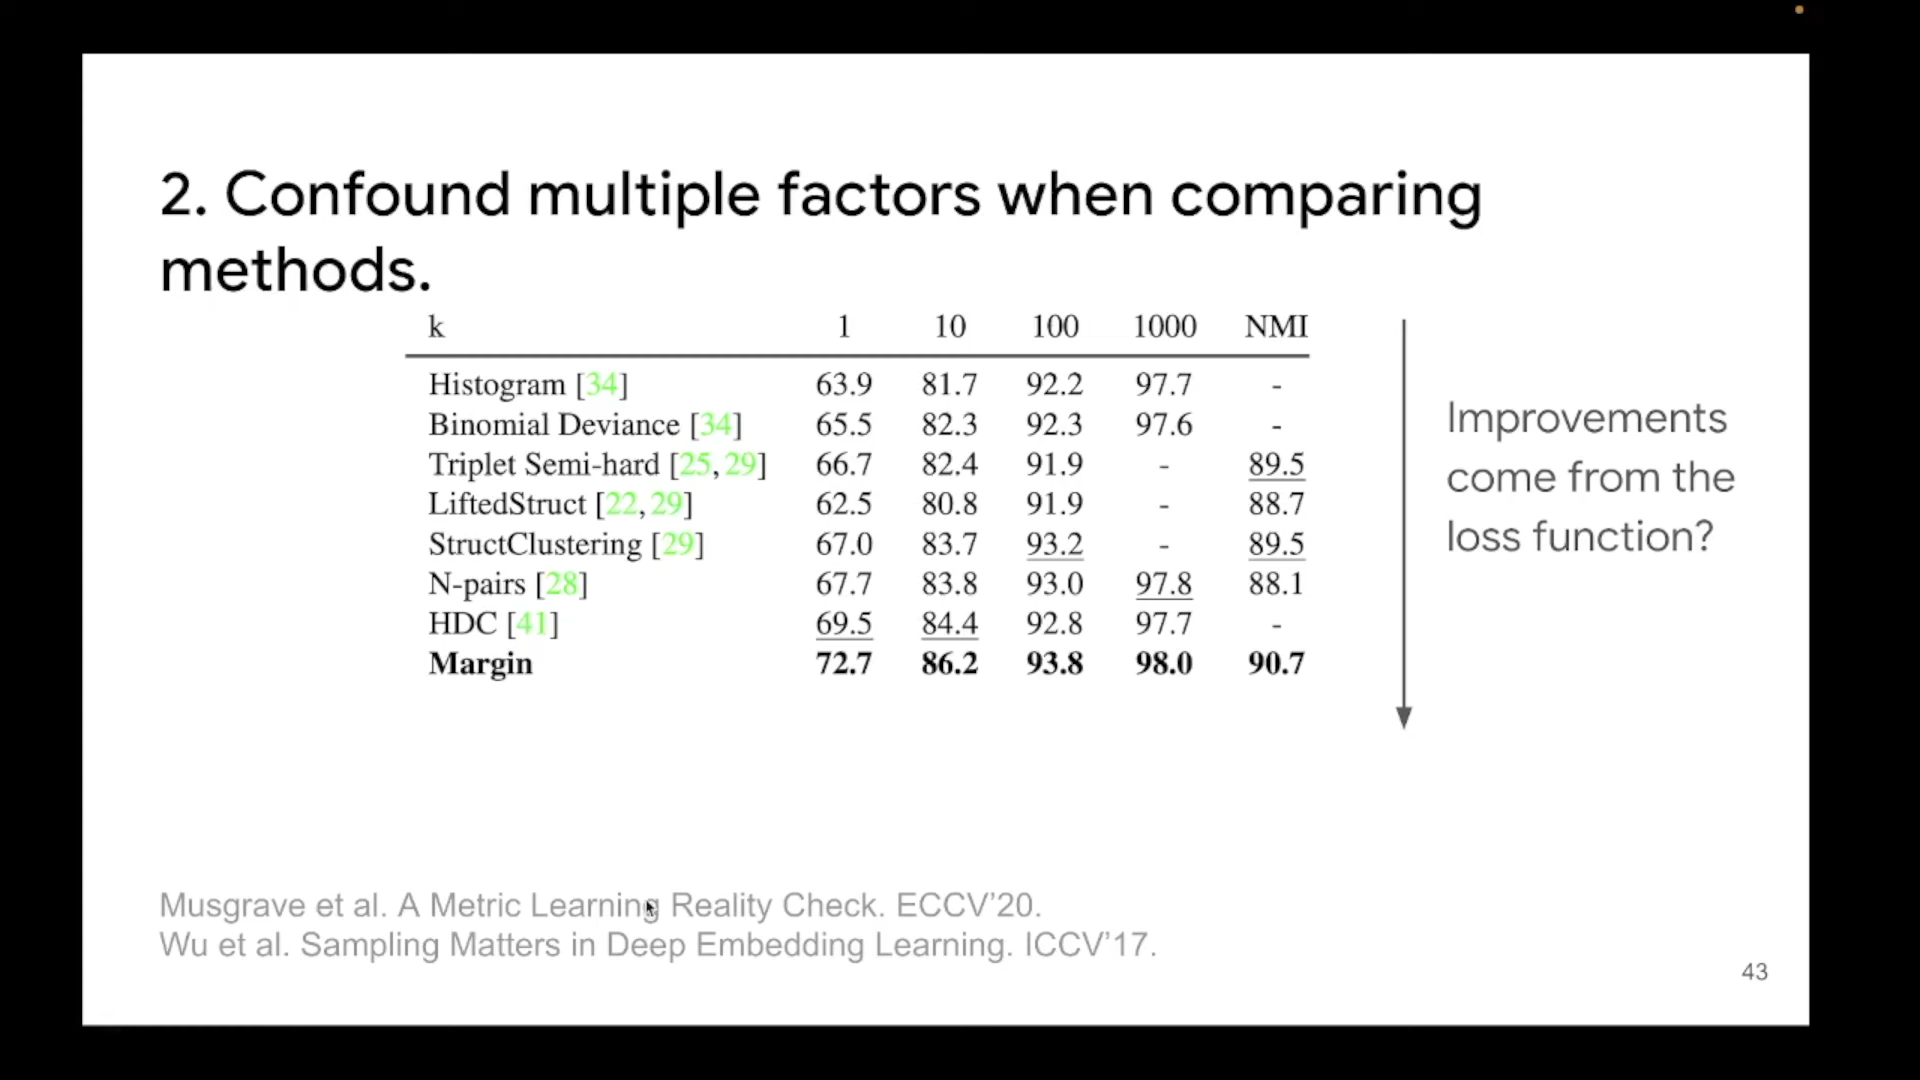 2. Confound multiple factors when comparing
methods.
k 1 10 100 1000 NMI
Histogram [34] 63.9 81.7 92.2 97.7 -
Binomial Deviance [34] 65.5 82.3 92.3 97.6 -
Triplet Semi-hard [25, 29] 66.7 82.4 91.9 - 89.5
LiftedStruct [22, 29] 62.5 80.8 91.9 - 88.7
StructClustering [29] 67.0 83.7 93.2 - 89.5
N-pairs [28] 67.7 83.8 93.0 97.8 88.1
HDC [41] 69.5 84.4 92.8 97.7 -
Margin 72.7 86.2 93.8 98.0 90.7
Improvements
come from the
loss function?
Musgrave et al. A Metric Learning Reality Check. ECCV'20.
Wu et al. Sampling Matters in Deep Embedding Learning. ICCV'17.
43